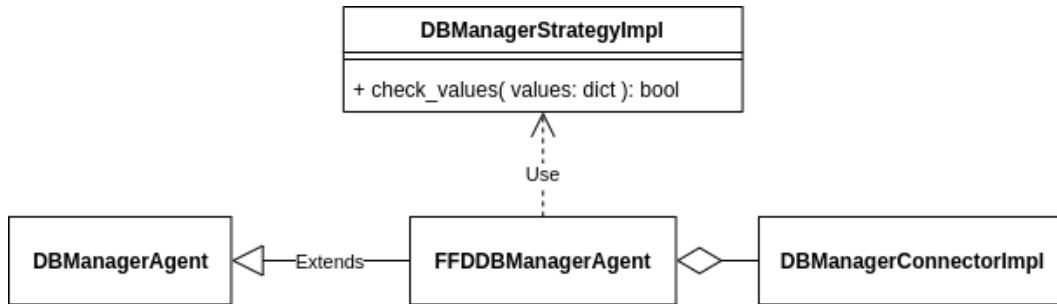 DBManagerStrategyImpl
+ check_values( values: dict ): bool
Use
DBManagerAgent
Extends
FFDDBManagerAgent
DBManagerConnectorImpl